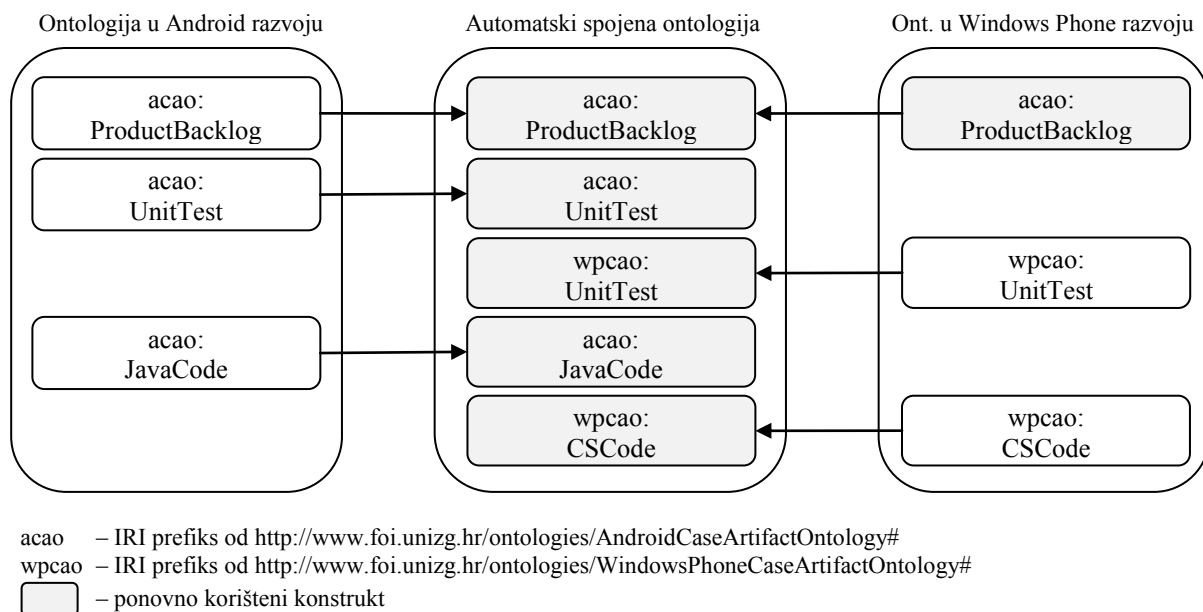 Ontologija u Android razvoju
Automatski spojena ontologija
Ont. u Windows Phone razvoju
acao:
ProductBacklog
acao:
UnitTest
acao:
JavaCode
acao:
ProductBacklog
acao:
UnitTest
wpcao:
UnitTest
acao:
JavaCode
wpcao:
CSCode
acao:
ProductBacklog
wpcao:
UnitTest
wpcao:
CSCode
acao – IRI prefiks od http://www.foi.unizg.hr/ontologies/AndroidCaseArtifactOntology#
wpcao – IRI prefiks od http://www.foi.unizg.hr/ontologies/WindowsPhoneCaseArtifactOntology#
– ponovno korišteni konstrukt